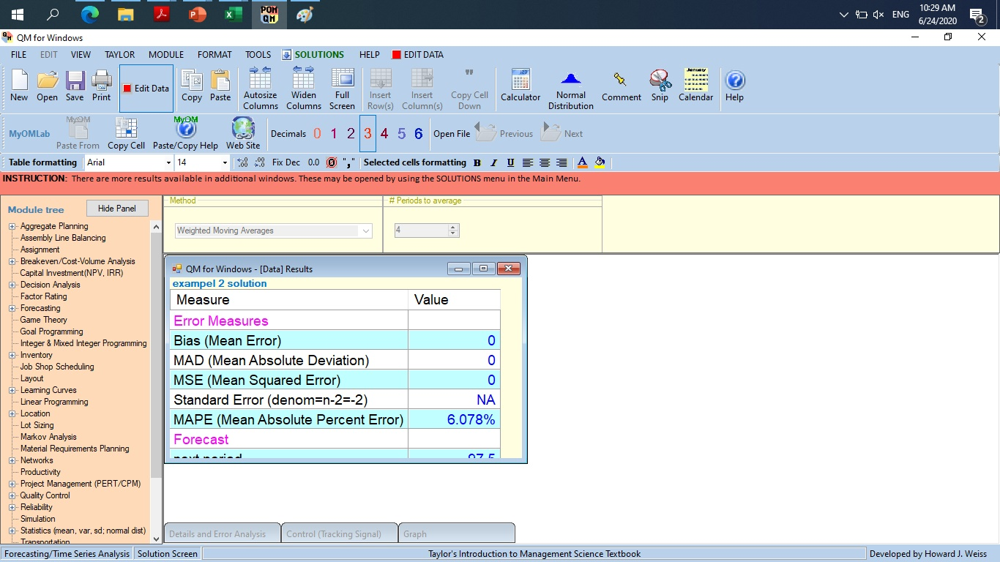 POM QM
ENG
10:29 AM
6/24/2020
2
QM for Windows
FILE EDIT VIEW TAYLOR MODULE FORMAT TOOLS SOLUTIONS HELP EDIT DATA
New Open Save Print Edit Data Copy Paste Autosize Columns Widen Columns Full Screen Insert Row(s) Insert Column(s) Copy Cell Down Calculator Normal Distribution Comment Snip January Calendar Help
MyOMLab MyOM Paste From Copy Cell MyOM Paste/Copy Help Web Site Decimals 0 1 2 3 4 5 6 Open File Previous Next
Table formatting Arial 14 Fix Dec 0.0 "," Selected cells formatting B I U A
INSTRUCTION: There are more results available in additional windows. These may be opened by using the SOLUTIONS menu in the Main Menu.
Module tree Hide Panel
Aggregate Planning
Assembly Line Balancing
Assignment
Breakeven/Cost-Volume Analysis
Capital Investment(NPV, IRR)
Decision Analysis
Factor Rating
Forecasting
Game Theory
Goal Programming
Integer & Mixed Integer Programming
Inventory
Job Shop Scheduling
Layout
Learning Curves
Linear Programming
Location
Lot Sizing
Markov Analysis
Material Requirements Planning
Networks
Productivity
Project Management (PERT/CPM)
Quality Control
Reliability
Simulation
Statistics (mean, var, sd; normal dist)
Transportation
Method
Weighted Moving Averages
# Periods to average
4
QM for Windows - [Data] Results
exampel 2 solution
Measure Value
Error Measures
Bias (Mean Error) 0
MAD (Mean Absolute Deviation) 0
MSE (Mean Squared Error) 0
Standard Error (denom=n-2=-2) NA
MAPE (Mean Absolute Percent Error) 6.078%
Forecast
next period 97.5
Details and Error Analysis Control (Tracking Signal) Graph
Forecasting/Time Series Analysis Solution Screen Taylor's Introduction to Management Science Textbook Developed by Howard J. Weiss